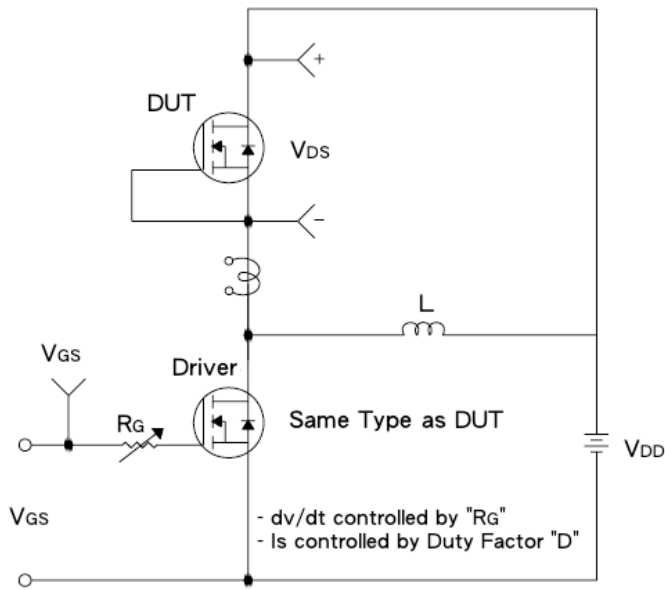 +
DUT
VDS
−
L
VGS
Driver
RG
Same Type as DUT
VDD
VGS
- dv/dt controlled by "RG"
- Is controlled by Duty Factor "D"